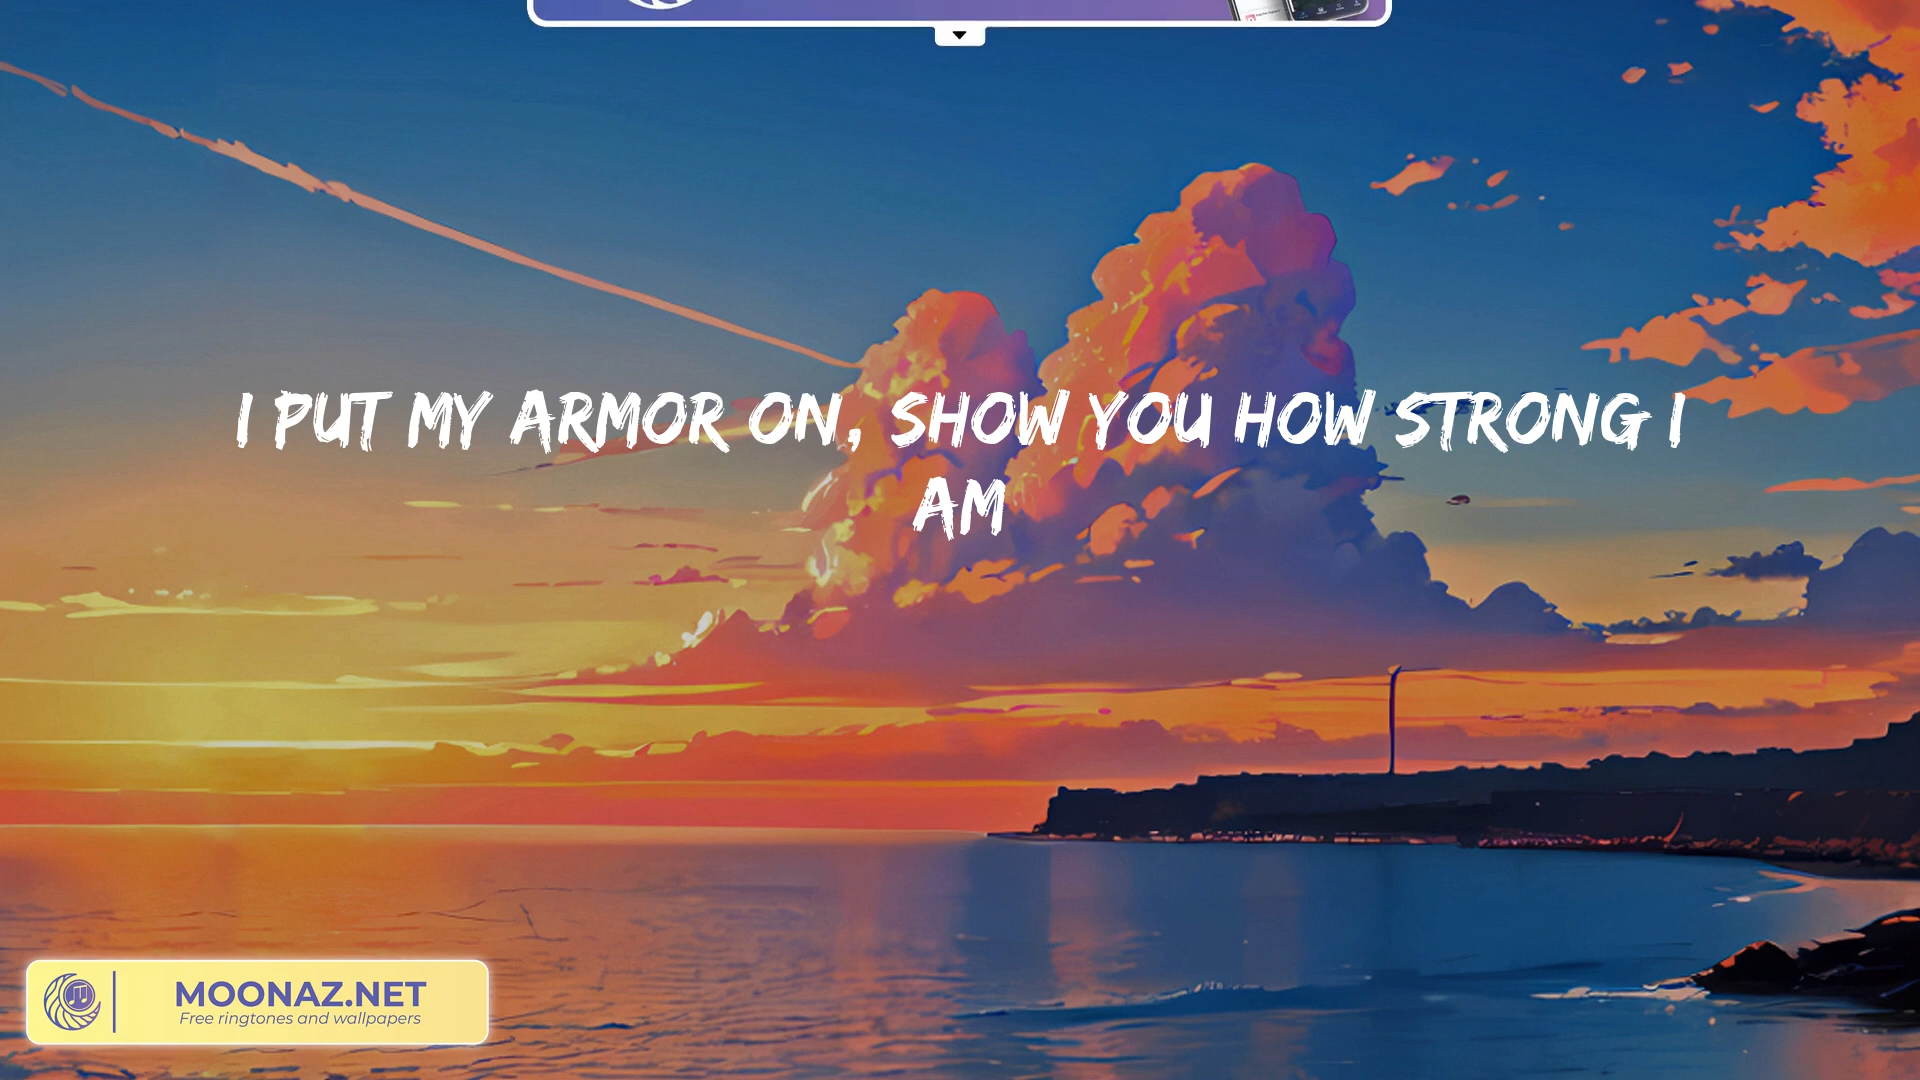 I PUT MY ARMOR ON, SHOW YOU HOW STRONG I
AM
MOONAZ.NET
Free ringtones and wallpapers